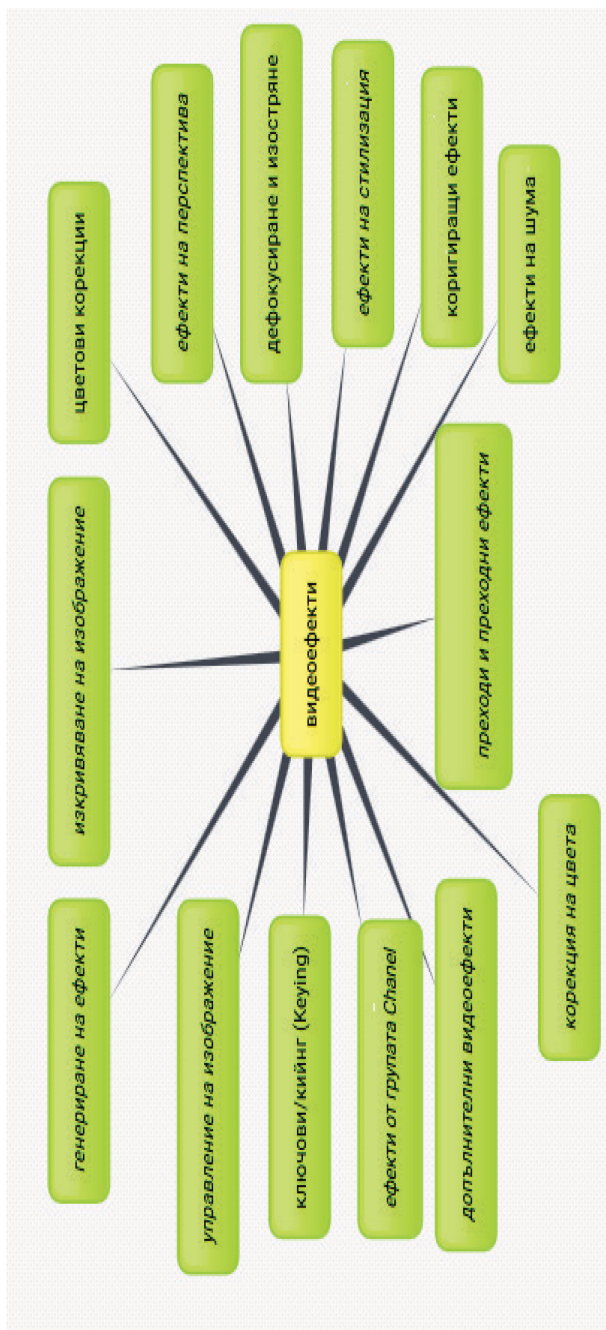 генериране на ефекти
изкривяване на изображение
цветови корекции
управление на изображение
ефекти на перспектива
ключови/кийнг (Keying)
дефокусиране и изостряне
видеоефекти
ефекти от групата Chanel
ефекти на стилизация
допълнителни видеоефекти
преходи и преходни ефекти
коригиращи ефекти
ефекти на шума
корекция на цвета